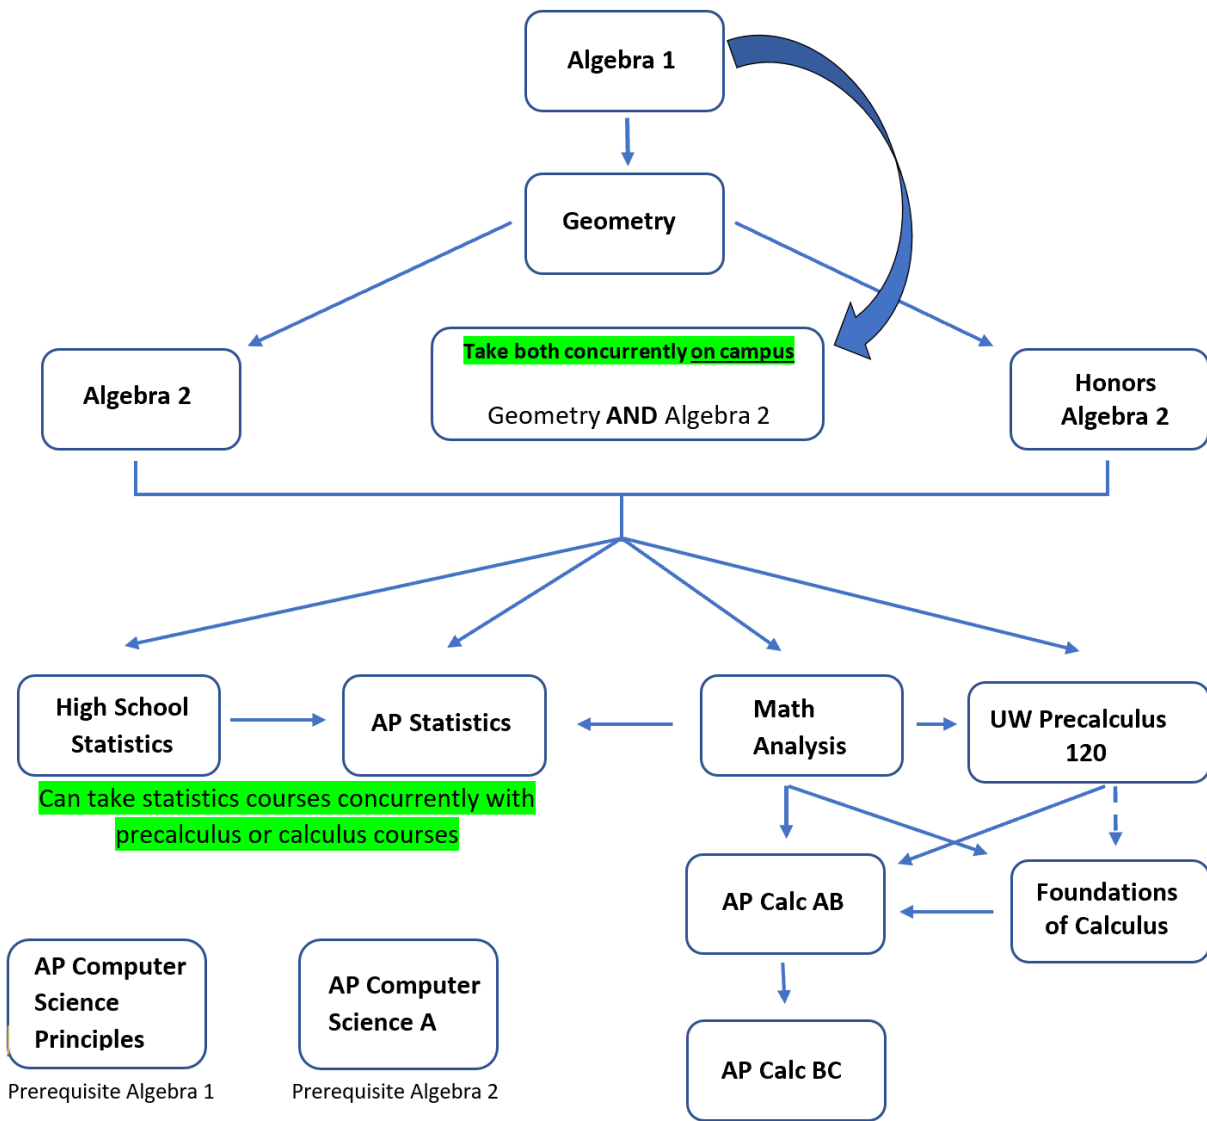 Algebra 1
Geometry
Take both concurrently on campus
Geometry AND Algebra 2
Algebra 2
Honors
Algebra 2
High School
Statistics
AP Statistics
Math
Analysis
UW Precalculus
120
Can take statistics courses concurrently with
precalculus or calculus courses
AP Calc AB
Foundations
of Calculus
AP Computer
Science
Principles
Prerequisite Algebra 1
AP Computer
Science A
Prerequisite Algebra 2
AP Calc BC